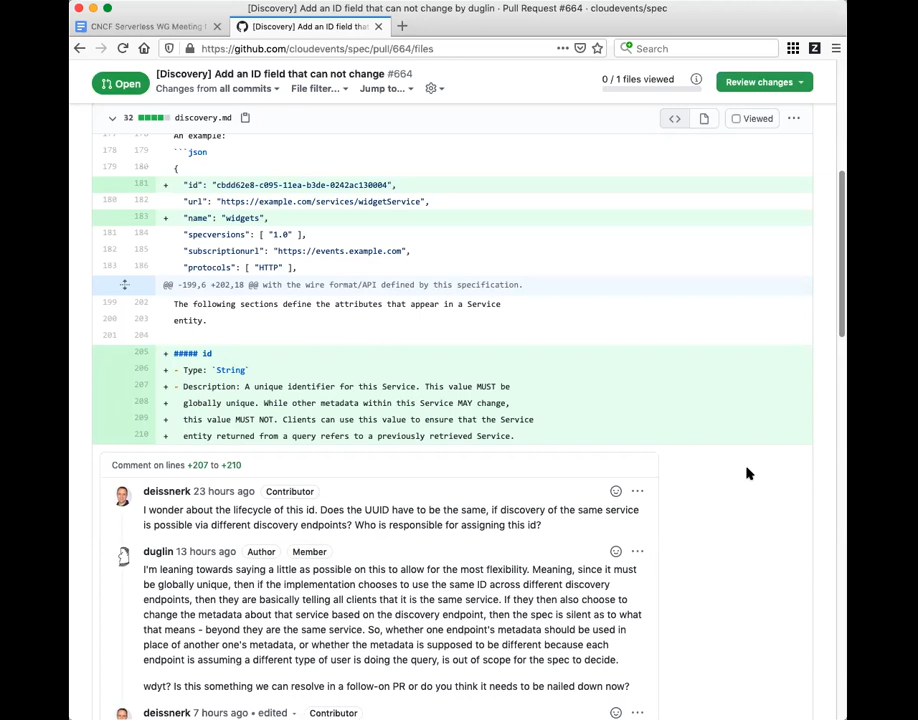 [Discovery] Add an ID field that can not change by duglin · Pull Request #664 · cloudevents/spec
CNCF Serverless WG Meeting
[Discovery] Add an ID field that
https://github.com/cloudevents/spec/pull/664/files
Search
Open
[Discovery] Add an ID field that can not change #664
Changes from all commits
File filter...
Jump to...
0 / 1 files viewed
Review changes
32 discovery.md
Viewed
An example:
178 179 ```json
179 180 {
181 + "id": "cbdd62e8-c095-11ea-b3de-0242ac130004",
180 182 "url": "https://example.com/services/widgetService",
183 + "name": "widgets",
181 184 "specversions": [ "1.0" ],
182 185 "subscriptionurl": "https://events.example.com",
183 186 "protocols": [ "HTTP" ],
@@ -199,6 +202,18 @@ with the wire format/API defined by this specification.
199 202 The following sections define the attributes that appear in a Service
200 203 entity.
201 204
205 + ##### id
206 + - Type: `String`
207 + - Description: A unique identifier for this Service. This value MUST be
208 + globally unique. While other metadata within this Service MAY change,
209 + this value MUST NOT. Clients can use this value to ensure that the Service
210 + entity returned from a query refers to a previously retrieved Service.
Comment on lines +207 to +210
deissnerk 23 hours ago Contributor
I wonder about the lifecycle of this id. Does the UUID have to be the same, if discovery of the same service
is possible via different discovery endpoints? Who is responsible for assigning this id?
duglin 13 hours ago Author Member
I'm leaning towards saying a little as possible on this to allow for the most flexibility. Meaning, since it must
be globally unique, then if the implementation chooses to use the same ID across different discovery
endpoints, then they are basically telling all clients that it is the same service. If they then also choose to
change the metadata about that service based on the discovery endpoint, then the spec is silent as to what
that means - beyond they are the same service. So, whether one endpoint's metadata should be used in
place of another one's metadata, or whether the metadata is supposed to be different because each
endpoint is assuming a different type of user is doing the query, is out of scope for the spec to decide.
wdyt? Is this something we can resolve in a follow-on PR or do you think it needs to be nailed down now?
deissnerk 7 hours ago • edited Contributor